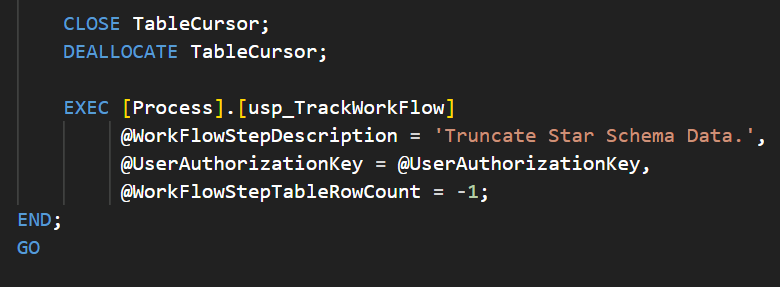 CLOSE TableCursor;
DEALLOCATE TableCursor;
EXEC [Process].[usp_TrackWorkFlow]
@WorkFlowStepDescription = 'Truncate Star Schema Data.',
@UserAuthorizationKey = @UserAuthorizationKey,
@WorkFlowStepTableRowCount = -1;
END;
GO